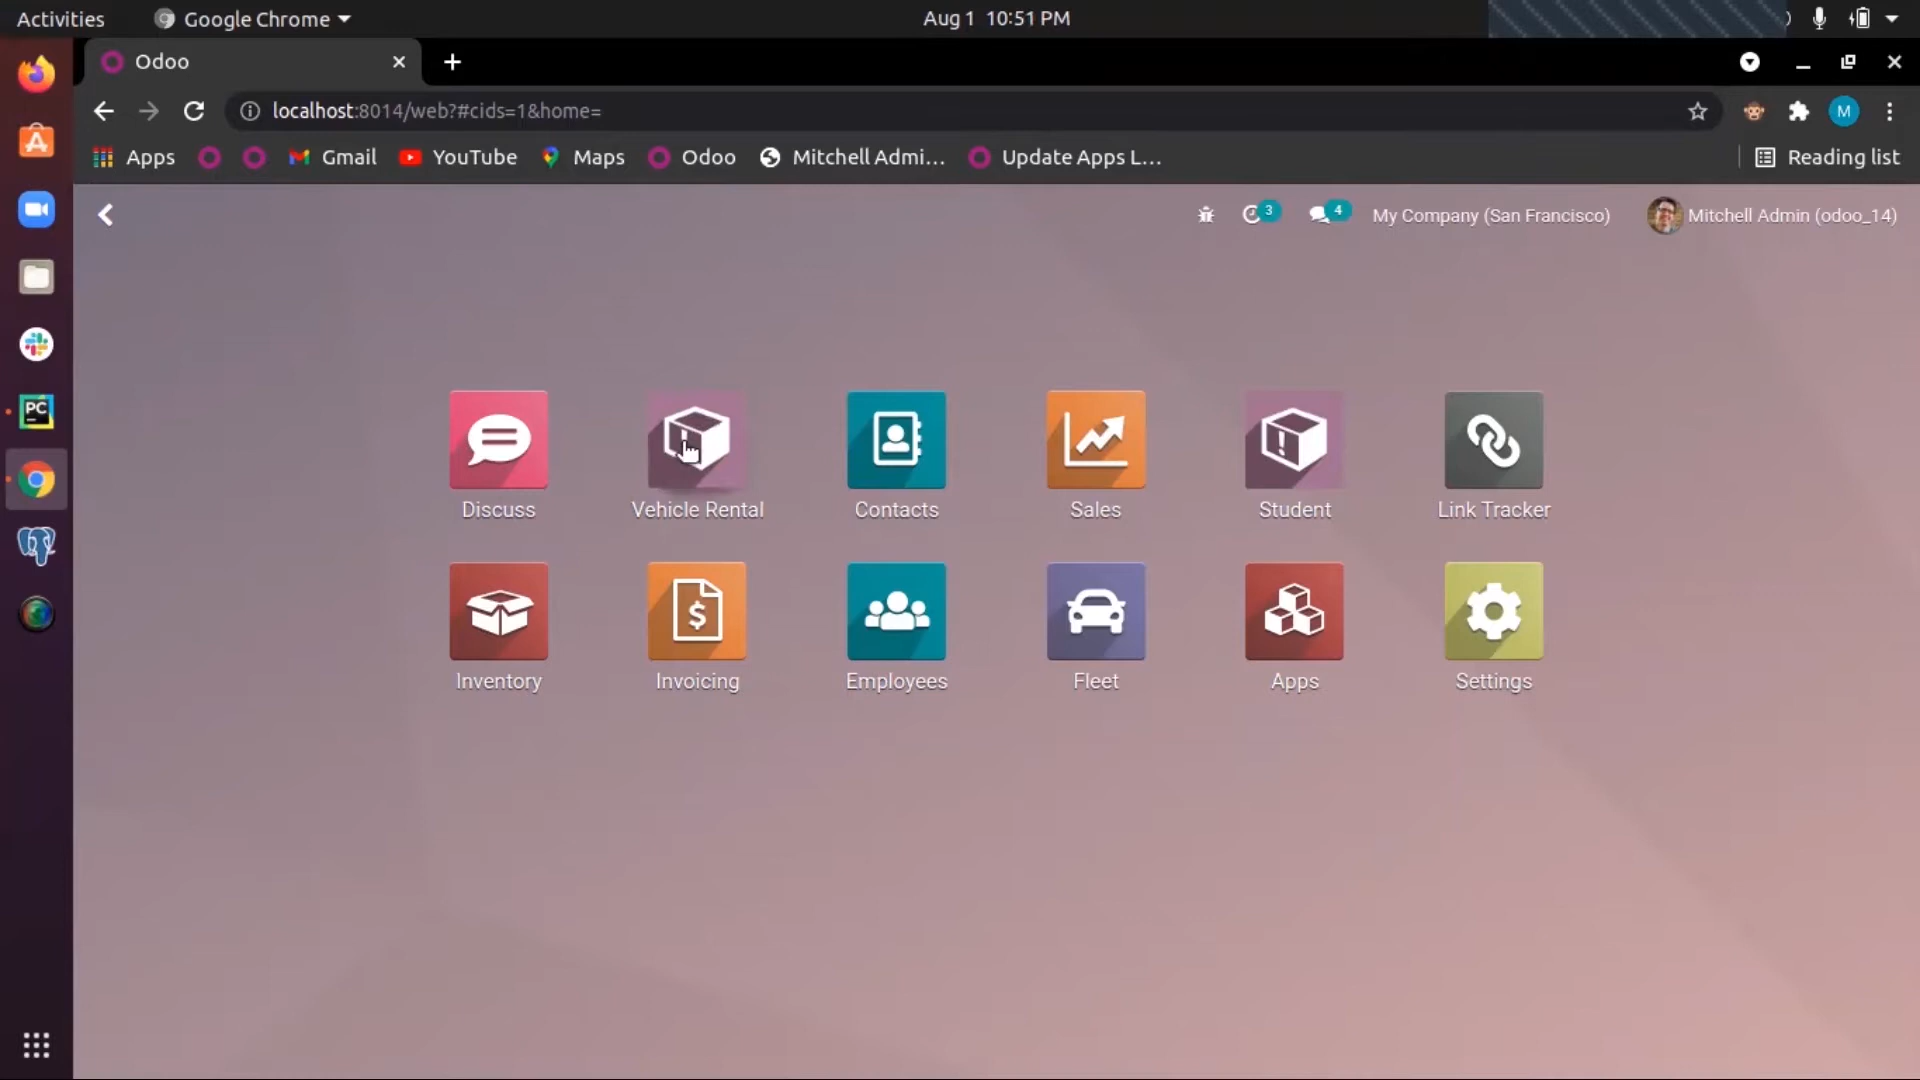 Activities Google Chrome Aug 1 10:51 PM
Odoo
localhost:8014/web?#cids=1&home= M
Apps Gmail YouTube Maps Odoo Mitchell Admi... Update Apps L... Reading list
3 4 My Company (San Francisco) Mitchell Admin (odoo_14)
PC
Discuss Vehicle Rental Contacts Sales Student Link Tracker
Inventory Invoicing Employees Fleet Apps Settings